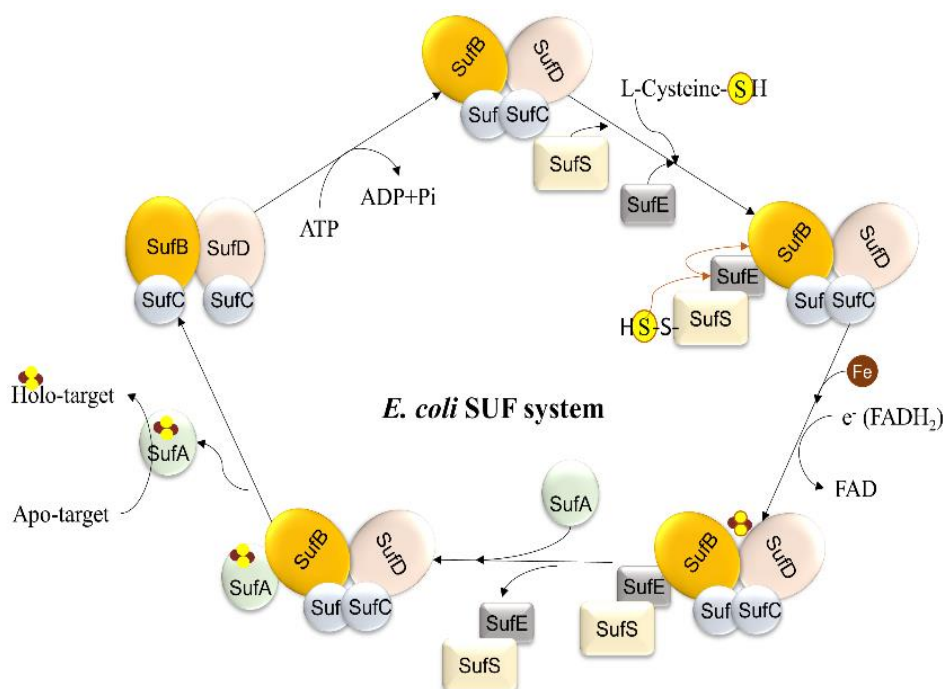 SufB
SufD
Suf
SufC
L-Cysteine-SH
SufS
SufE
ATP
ADP+Pi
SufB
SufD
SufC
SufC
SufB
SufD
Suf
SufC
SufE
SufS
HS-S-
Fe
e- (FADH2)
FAD
E. coli SUF system
Holo-target
SufA
Apo-target
SufA
SufB
SufD
Suf
SufC
SufA
SufE
SufS
SufB
SufD
Suf
SufC
SufE
SufS